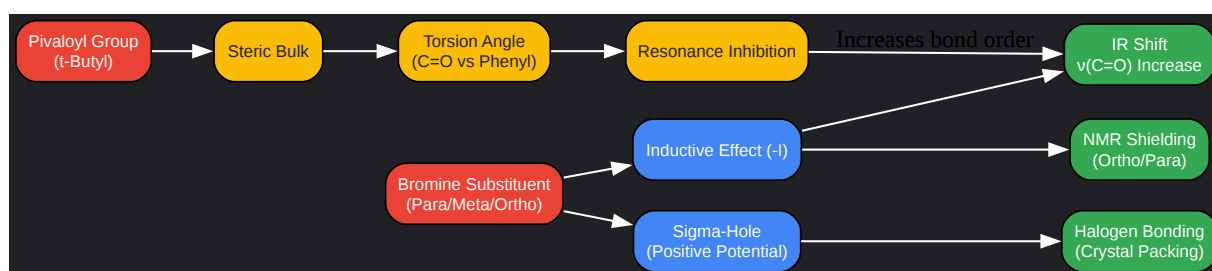 Pivaloyl Group
(t-Butyl)
Steric Bulk
Torsion Angle
(C=O vs Phenyl)
Resonance Inhibition
Increases bond order
IR Shift
ν(C=O) Increase
Bromine Substituent
(Para/Meta/Ortho)
Inductive Effect (-I)
NMR Shielding
(Ortho/Para)
Sigma-Hole
(Positive Potential)
Halogen Bonding
(Crystal Packing)